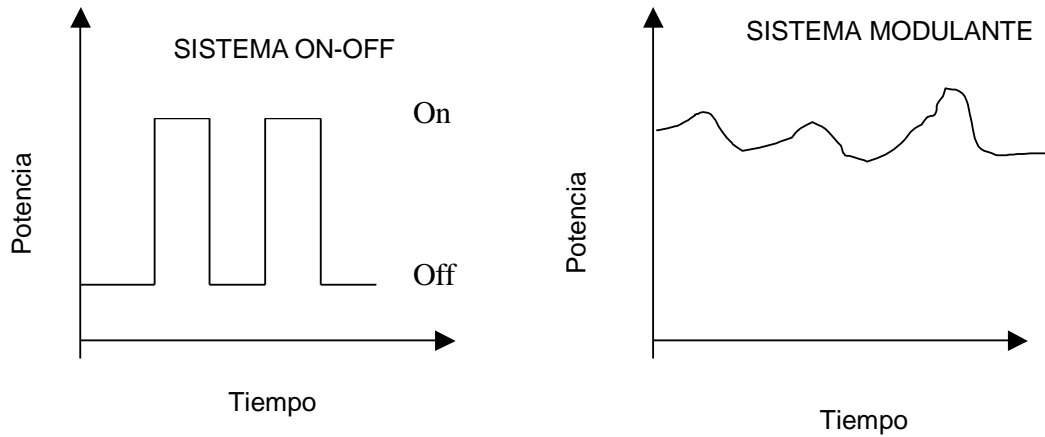 SISTEMA ON-OFF
On
Off
Potencia
Tiempo
SISTEMA MODULANTE
Potencia
Tiempo